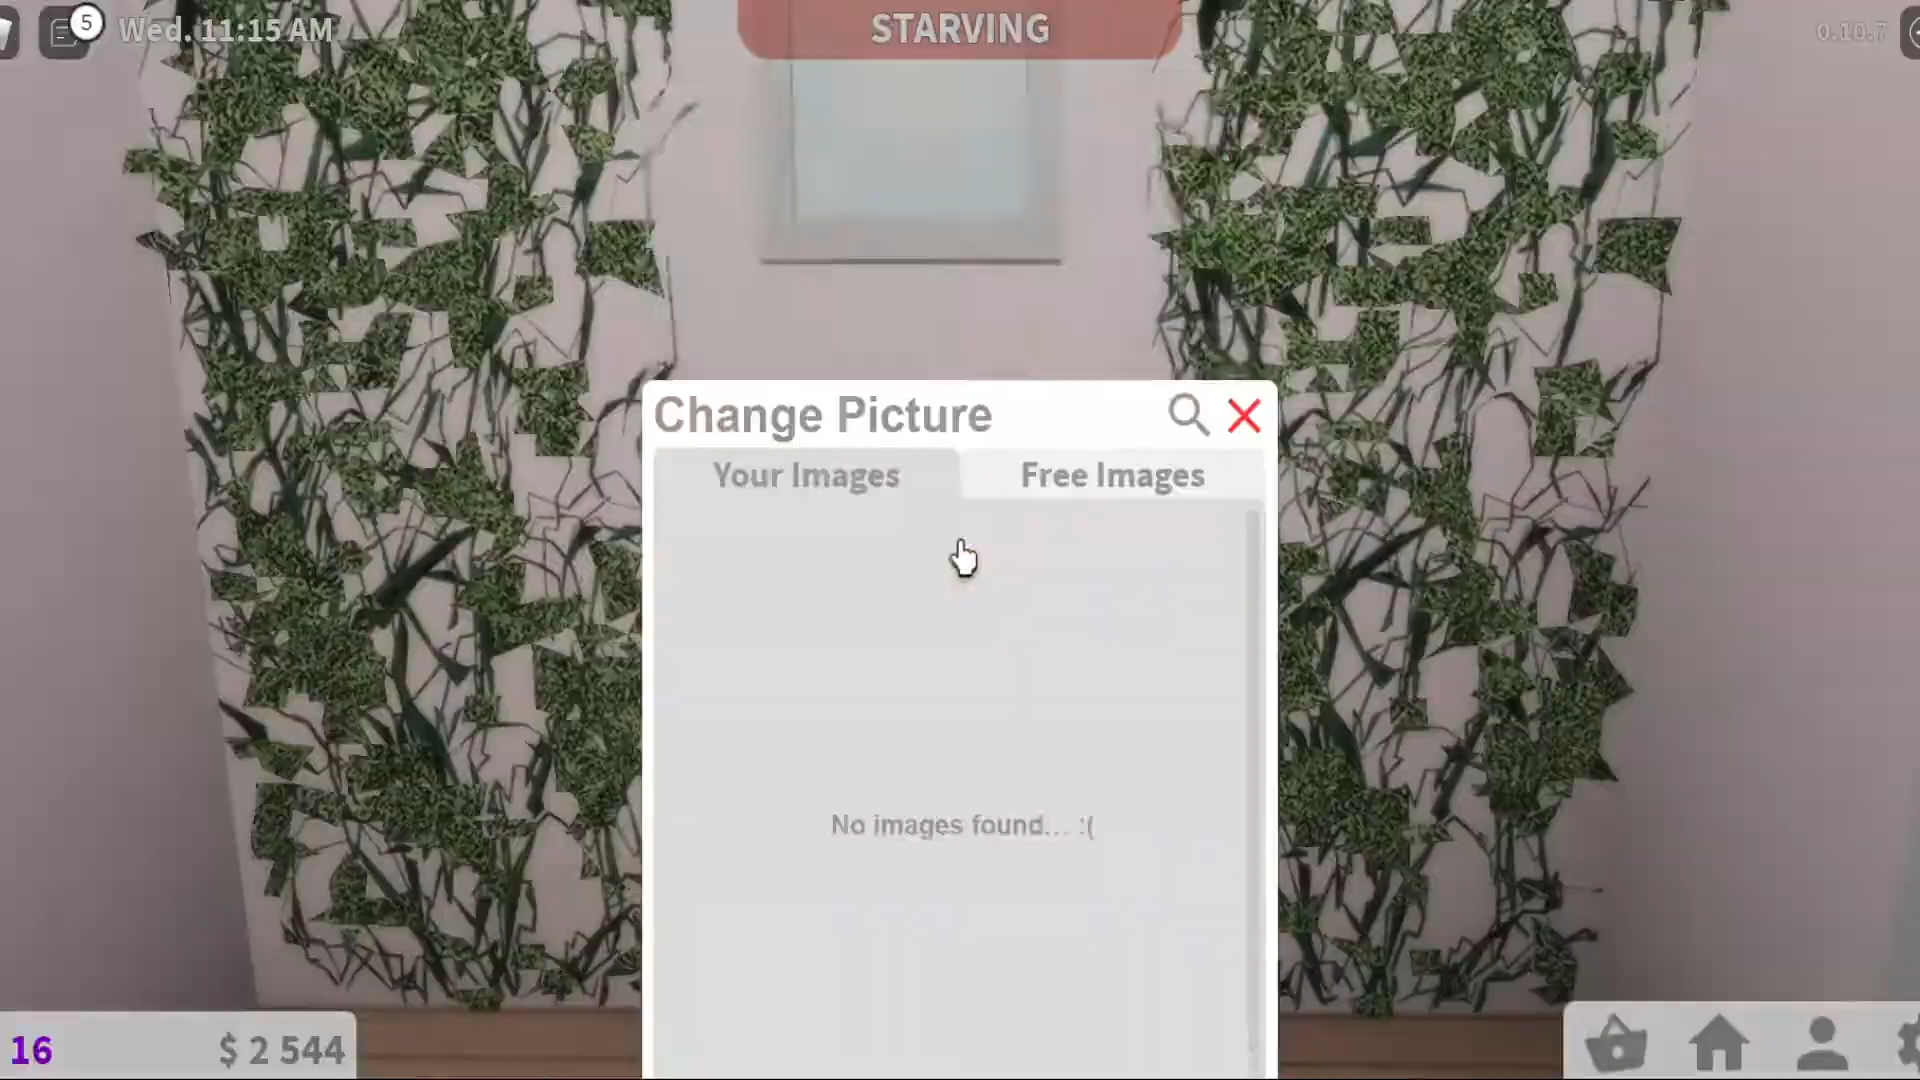 5
Wed. 11:15 AM
STARVING
0.10.7
Change Picture
Your Images
Free Images
No images found... :(
16
$ 2 544